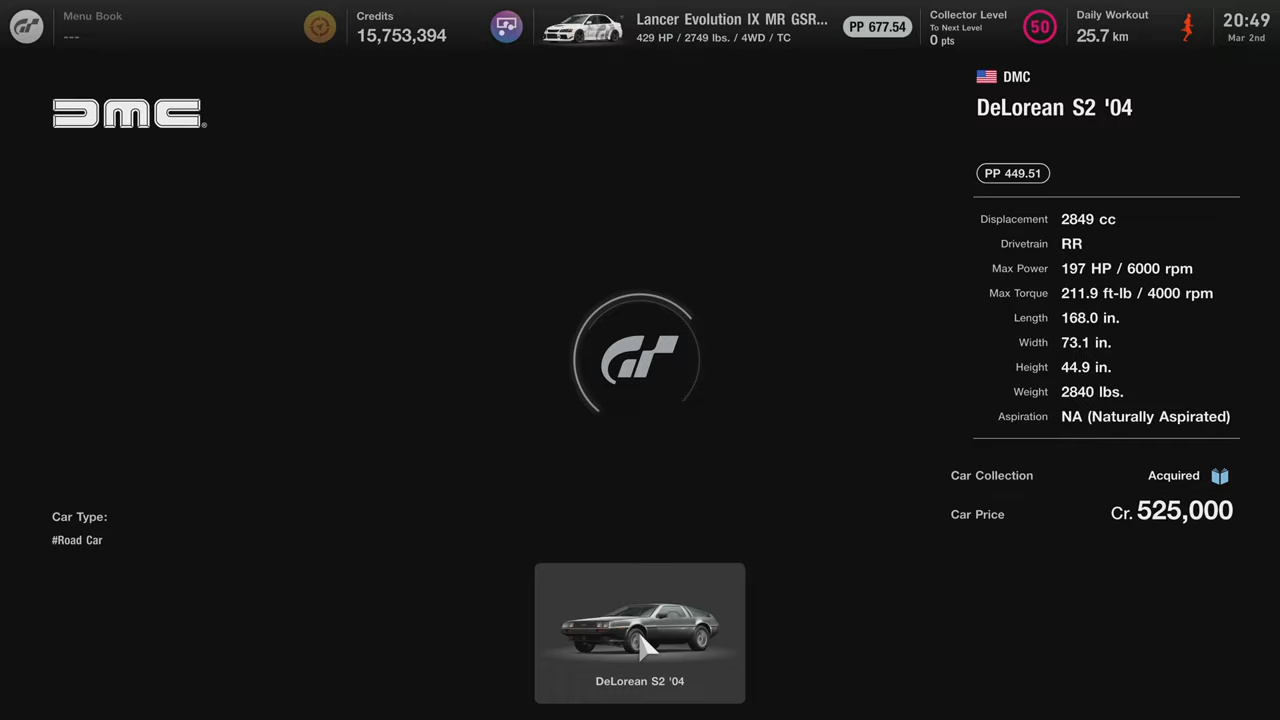 Menu Book
---
Credits
15,753,394
Lancer Evolution IX MR GSR...
429 HP / 2749 lbs. / 4WD / TC
PP 677.54
Collector Level
To Next Level
0 pts
50
Daily Workout
25.7 km
20:49
Mar 2nd
DMC
DMC
DeLorean S2 '04
PP 449.51
Displacement 2849 cc
Drivetrain RR
Max Power 197 HP / 6000 rpm
Max Torque 211.9 ft-lb / 4000 rpm
Length 168.0 in.
Width 73.1 in.
Height 44.9 in.
Weight 2840 lbs.
Aspiration NA (Naturally Aspirated)
Car Collection Acquired
Car Price Cr. 525,000
GT
Car Type:
#Road Car
DeLorean S2 '04